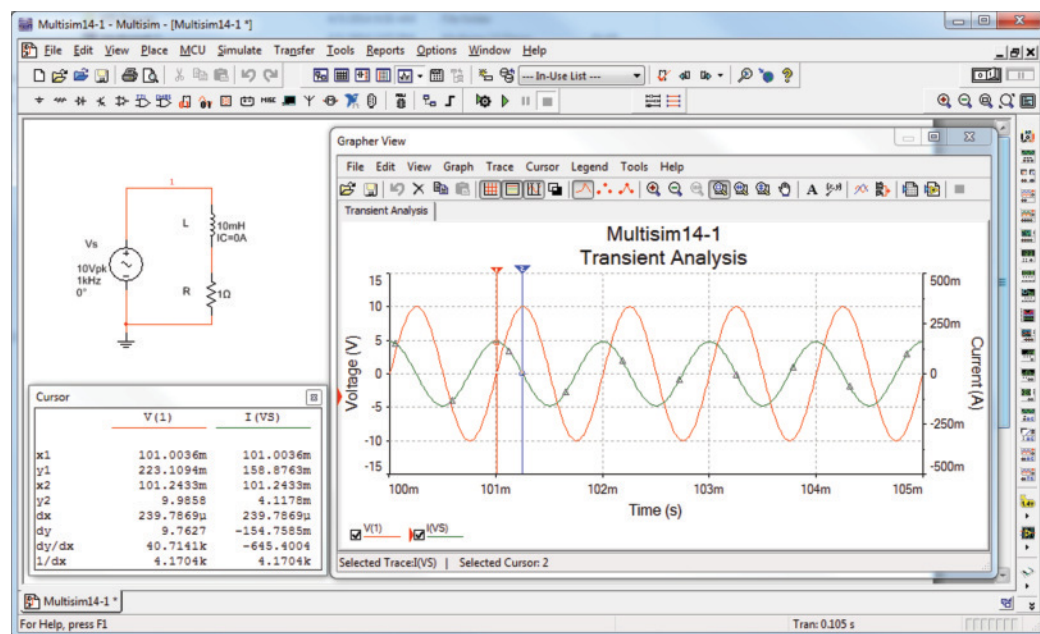 Multisim14-1 - Multisim - [Multisim14-1 *]
File Edit View Place MCU Simulate Transfer Tools Reports Options Window Help
--- In-Use List ---
MISC
1
L
10mH
IC=0A
Vs
10Vpk
1kHz
0°
R
1Ω
Grapher View
File Edit View Graph Trace Cursor Legend Tools Help
A
Transient Analysis
Multisim14-1
Transient Analysis
15
10
5
0
-5
-10
-15
Voltage (V)
500m
250m
0
-250m
-500m
Current (A)
100m 101m 102m 103m 104m 105m
Time (s)
V(1) I(VS)
Selected Trace:I(VS) | Selected Cursor: 2
Cursor
V(1) I(VS)
x1 101.0036m 101.0036m
y1 223.1094m 158.8763m
x2 101.2433m 101.2433m
y2 9.9858 4.1178m
dx 239.7869µ 239.7869µ
dy 9.7627 -154.7585m
dy/dx 40.7141k -645.4004
1/dx 4.1704k 4.1704k
Multisim14-1 *
For Help, press F1
Tran: 0.105 s